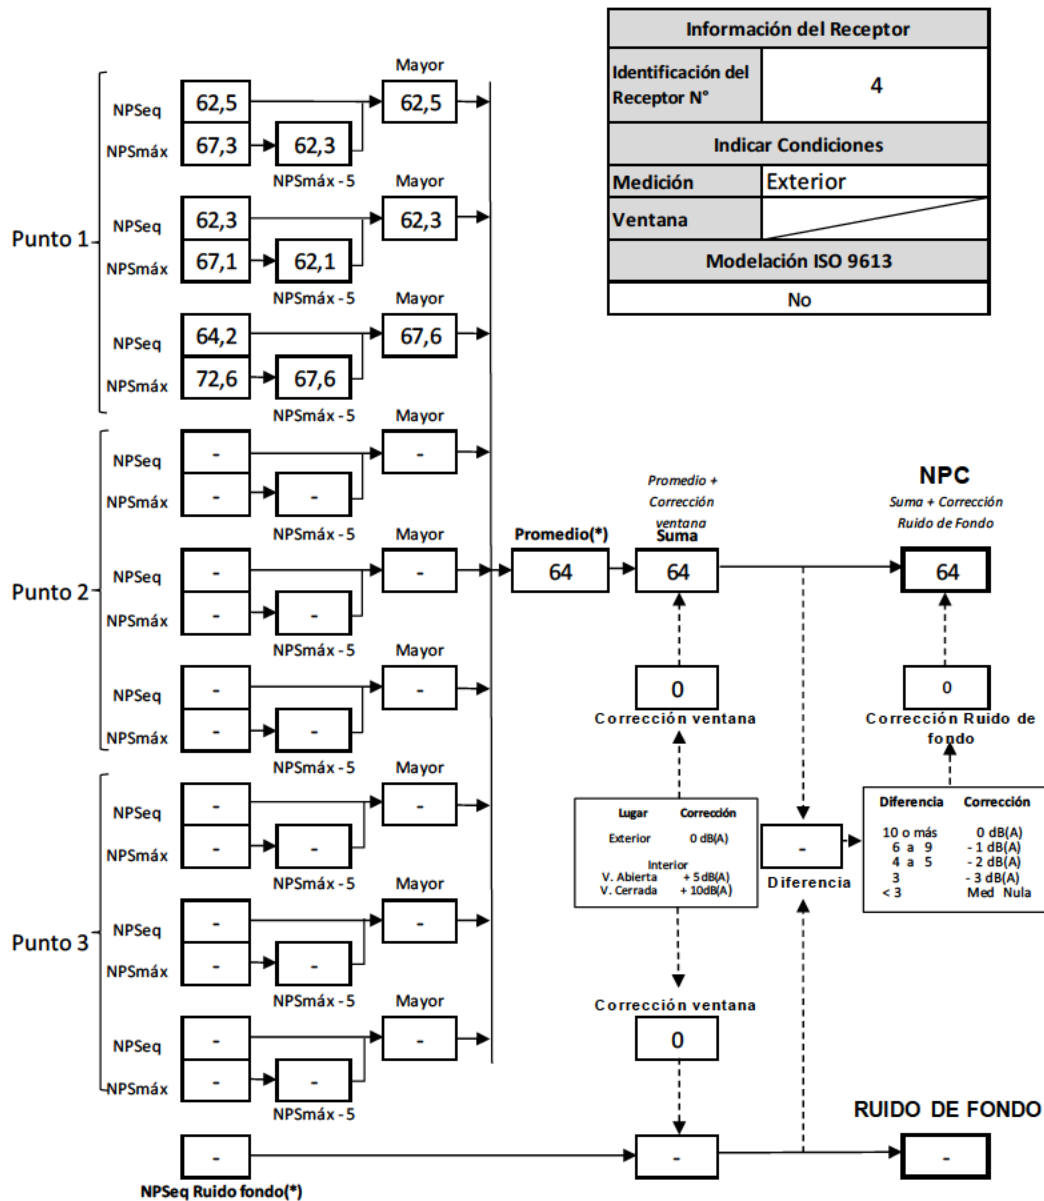 Información del Receptor
Identificación del Receptor N°
4
Indicar Condiciones
Medición
Exterior
Ventana
Modelación ISO 9613
No
Punto 1
Mayor
NPSeq
62,5
62,5
NPSmáx
67,3
62,3
NPSmáx - 5
Mayor
NPSeq
62,3
62,3
NPSmáx
67,1
62,1
NPSmáx - 5
Mayor
NPSeq
64,2
67,6
NPSmáx
72,6
67,6
NPSmáx - 5
Punto 2
Mayor
NPSeq
-
-
NPSmáx
-
-
NPSmáx - 5
Mayor
NPSeq
-
-
NPSmáx
-
-
NPSmáx - 5
Mayor
NPSeq
-
-
NPSmáx
-
-
NPSmáx - 5
Punto 3
Mayor
NPSeq
-
-
NPSmáx
-
-
NPSmáx - 5
Mayor
NPSeq
-
-
NPSmáx
-
-
NPSmáx - 5
Mayor
NPSeq
-
-
NPSmáx
-
-
NPSmáx - 5
-
NPSeq Ruido fondo(*)
Promedio(*)
64
Promedio +
Corrección
ventana
Suma
64
0
Corrección ventana
Lugar Corrección
Exterior 0 dB(A)
Interior
V. Abierta + 5 dB(A)
V. Cerrada + 10dB(A)
Corrección ventana
0
-
-
Diferencia
NPC
Suma + Corrección
Ruido de Fondo
64
0
Corrección Ruido de
fondo
Diferencia Corrección
10 o más 0 dB(A)
6 a 9 - 1 dB(A)
4 a 5 - 2 dB(A)
3 - 3 dB(A)
< 3 Med Nula
RUIDO DE FONDO
-